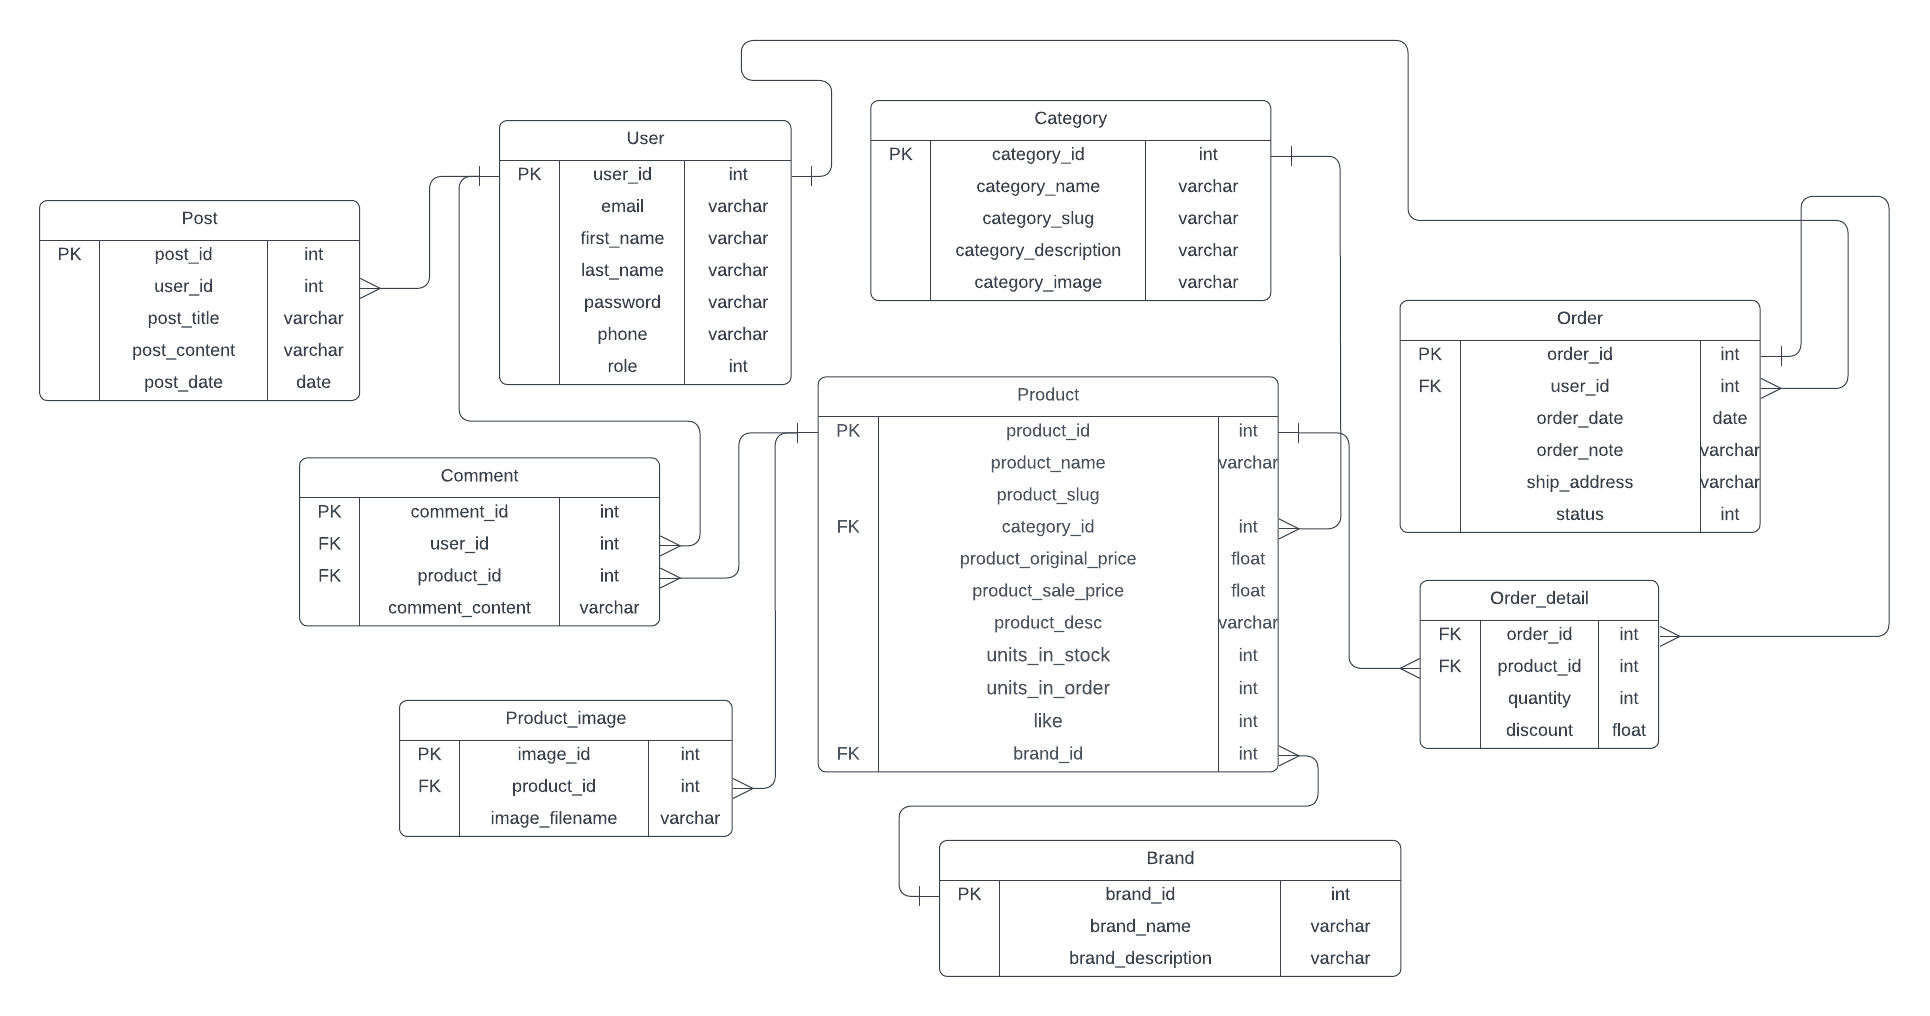 User
PK user_id int
email varchar
first_name varchar
last_name varchar
password varchar
phone varchar
role int
Category
PK category_id int
category_name varchar
category_slug varchar
category_description varchar
category_image varchar
Post
PK post_id int
user_id int
post_title varchar
post_content varchar
post_date date
Order
PK order_id int
FK user_id int
order_date date
order_note varchar
ship_address varchar
status int
Product
PK product_id int
product_name varchar
product_slug
FK category_id int
product_original_price float
product_sale_price float
product_desc varchar
units_in_stock int
units_in_order int
like int
FK brand_id int
Comment
PK comment_id int
FK user_id int
FK product_id int
comment_content varchar
Order_detail
FK order_id int
FK product_id int
quantity int
discount float
Product_image
PK image_id int
FK product_id int
image_filename varchar
Brand
PK brand_id int
brand_name varchar
brand_description varchar